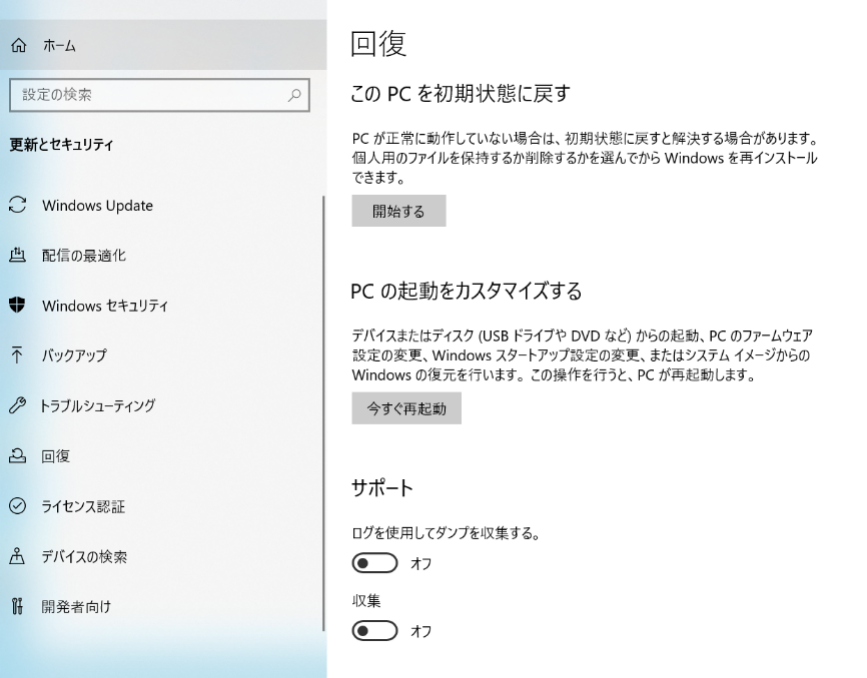 ホーム
設定の検索
更新とセキュリティ
Windows Update
配信の最適化
Windows セキュリティ
バックアップ
トラブルシューティング
回復
ライセンス認証
デバイスの検索
開発者向け
回復
この PC を初期状態に戻す
PC が正常に動作していない場合は、初期状態に戻すと解決する場合があります。
個人用のファイルを保持するか削除するかを選んでから Windows を再インストール
できます。
開始する
PC の起動をカスタマイズする
デバイスまたはディスク (USB ドライブや DVD など) からの起動、PC のファームウェア
設定の変更、Windows スタートアップ設定の変更、またはシステム イメージからの
Windows の復元を行います。この操作を行うと、PC が再起動します。
今すぐ再起動
サポート
ログを使用してダンプを収集する。
オフ
収集
オフ